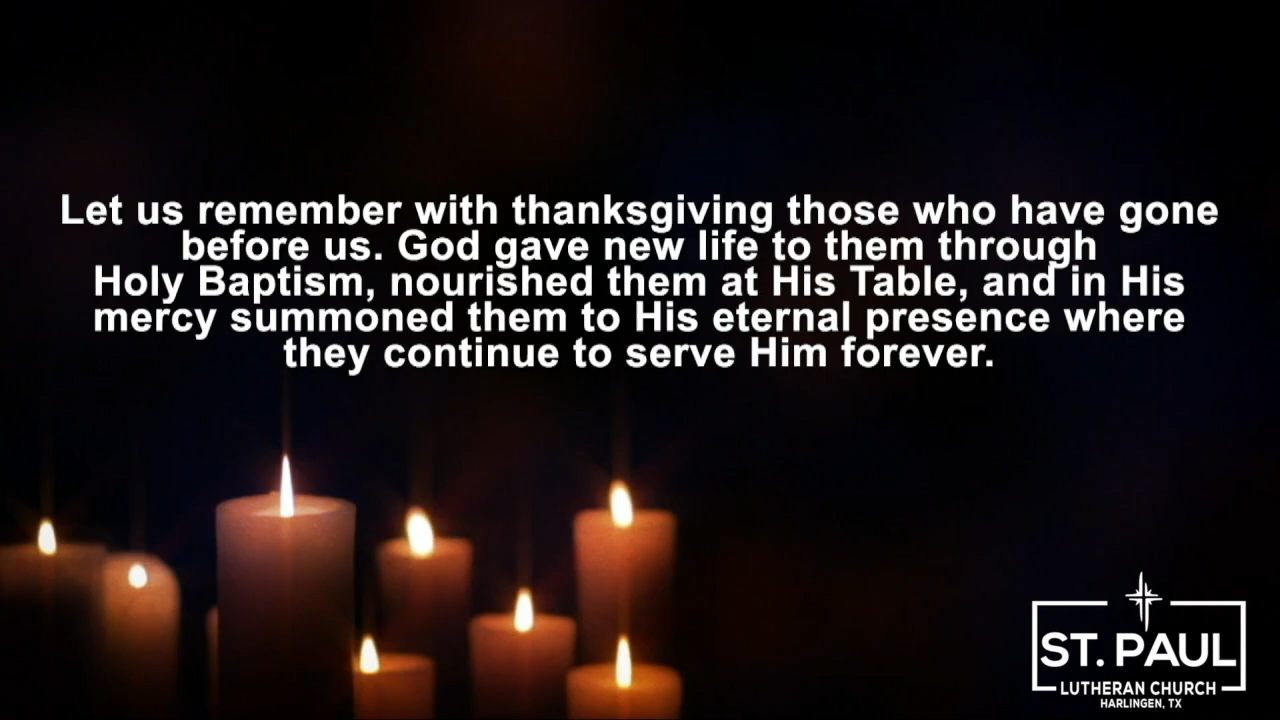 Let us remember with thanksgiving those who have gone
before us. God gave new life to them through
Holy Baptism, nourished them at His Table, and in His
mercy summoned them to His eternal presence where
they continue to serve Him forever.
ST. PAUL
LUTHERAN CHURCH
HARLINGEN, TX